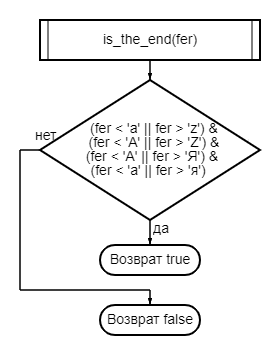 is_the_end(fer)
(fer < 'a' || fer > 'z') &
(fer < 'A' || fer > 'Z') &
(fer < 'А' || fer > 'Я') &
(fer < 'а' || fer > 'я')
нет
да
Возврат true
Возврат false